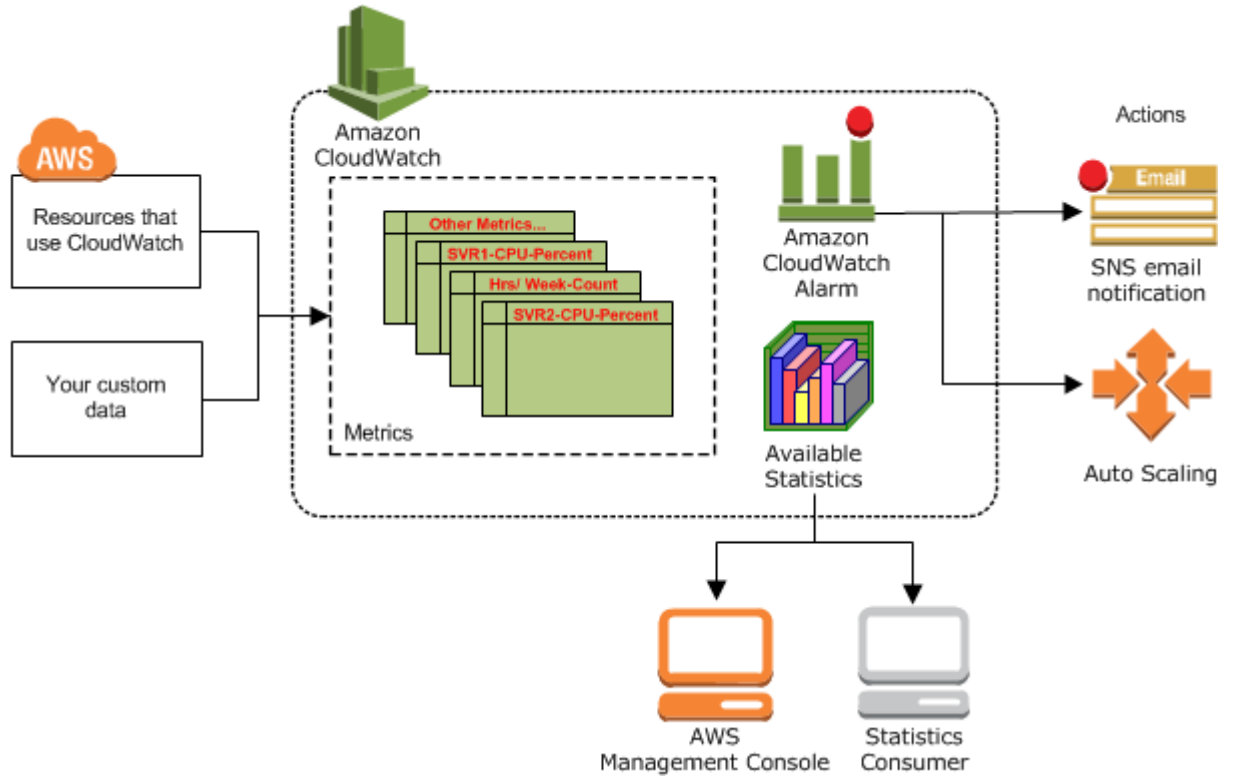 Amazon
CloudWatch
AWS
Resources that
use CloudWatch
Your custom
data
Other Metrics...
SVR1-CPU-Percent
Hrs/ Week-Count
SVR2-CPU-Percent
Metrics
Amazon
CloudWatch
Alarm
Available
Statistics
Actions
Email
SNS email
notification
Auto Scaling
AWS
Management Console
Statistics
Consumer